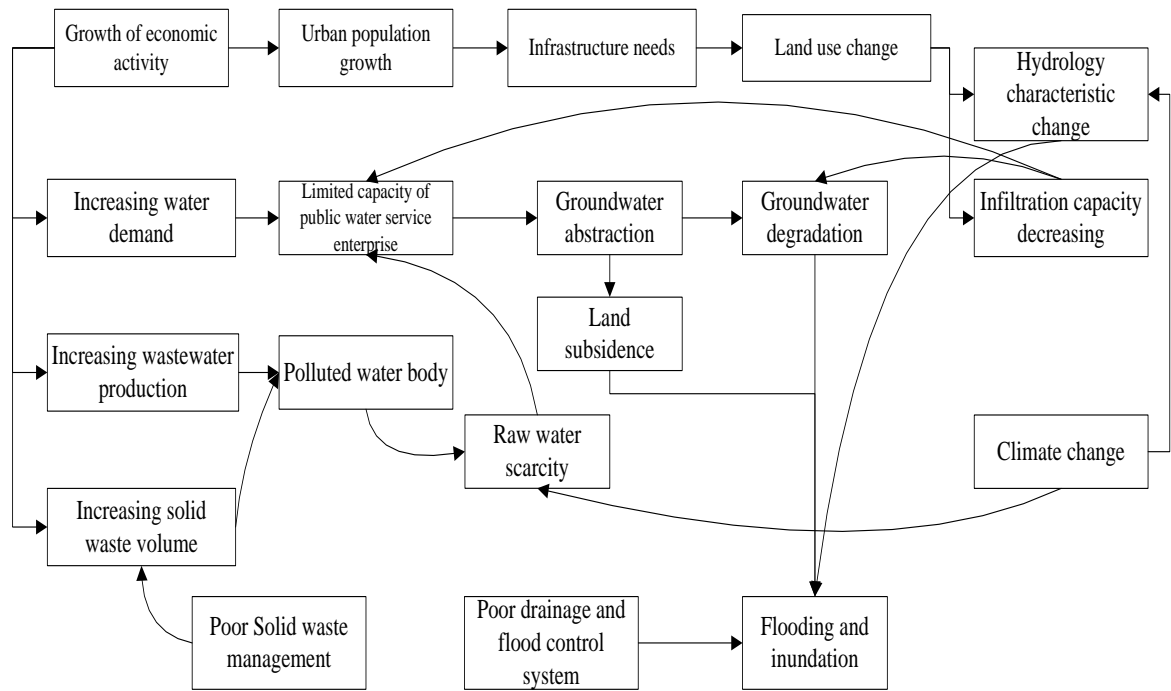 Growth of economic
activity
Urban population
growth
Infrastructure needs
Land use change
Hydrology
characteristic
change
Increasing water
demand
Limited capacity of
public water service
enterprise
Groundwater
abstraction
Groundwater
degradation
Infiltration capacity
decreasing
Land
subsidence
Increasing wastewater
production
Polluted water body
Raw water
scarcity
Climate change
Increasing solid
waste volume
Poor Solid waste
management
Poor drainage and
flood control
system
Flooding and
inundation